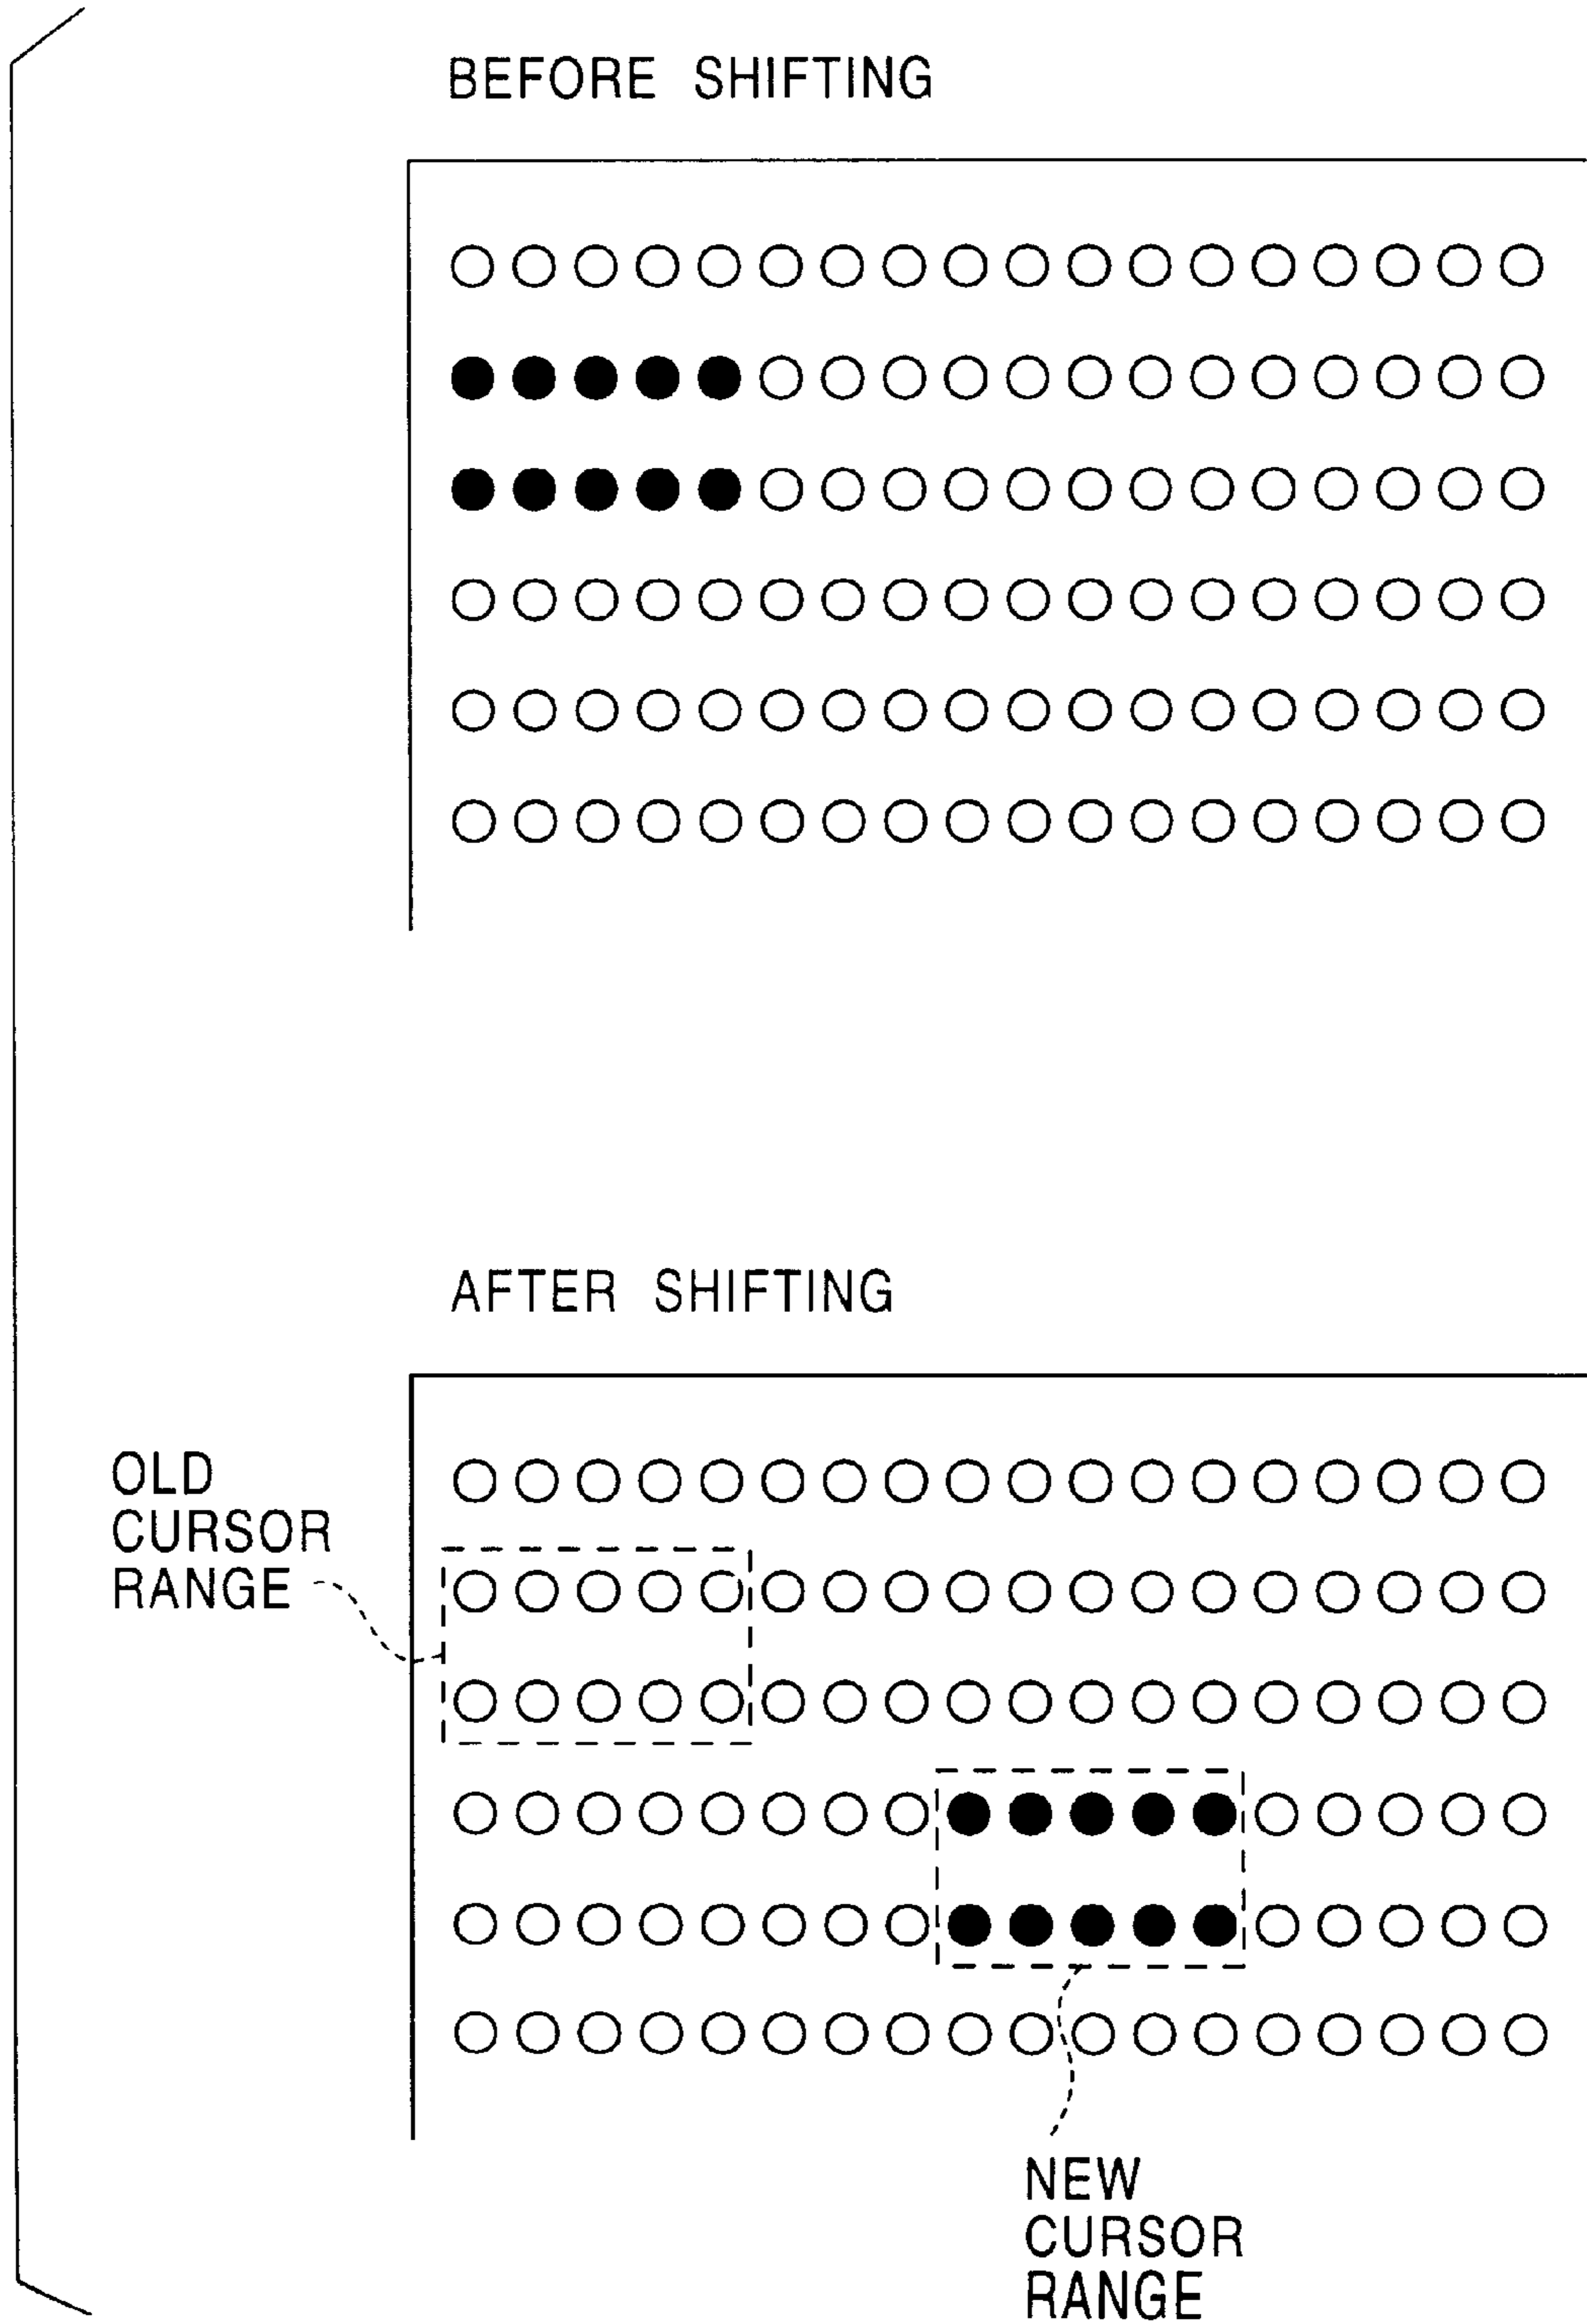 BEFORE SHIFTING
AFTER SHIFTING
OLD
CURSOR
RANGE
NEW
CURSOR
RANGE